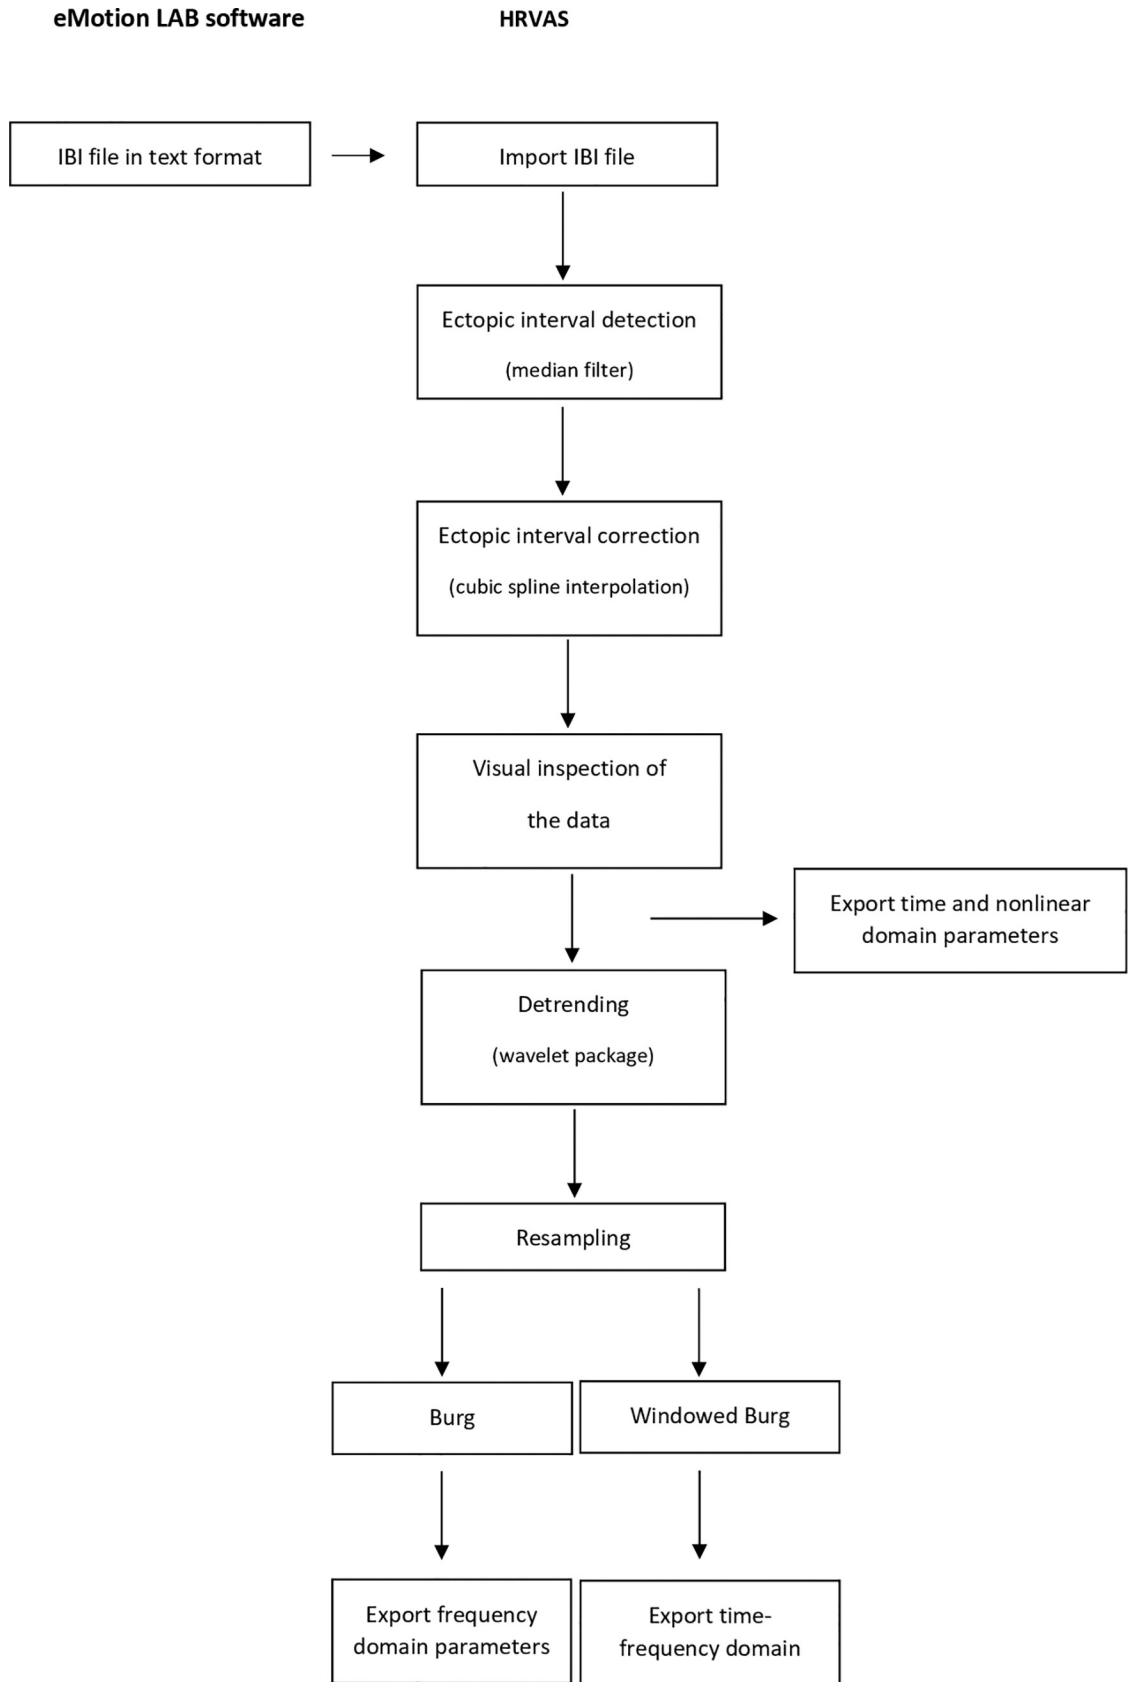 eMotion LAB software
HRVAS
IBI file in text format
Import IBI file
Ectopic interval detection
(median filter)
Ectopic interval correction
(cubic spline interpolation)
Visual inspection of
the data
Export time and nonlinear
domain parameters
Detrending
(wavelet package)
Resampling
Burg
Windowed Burg
Export frequency
domain parameters
Export time-
frequency domain